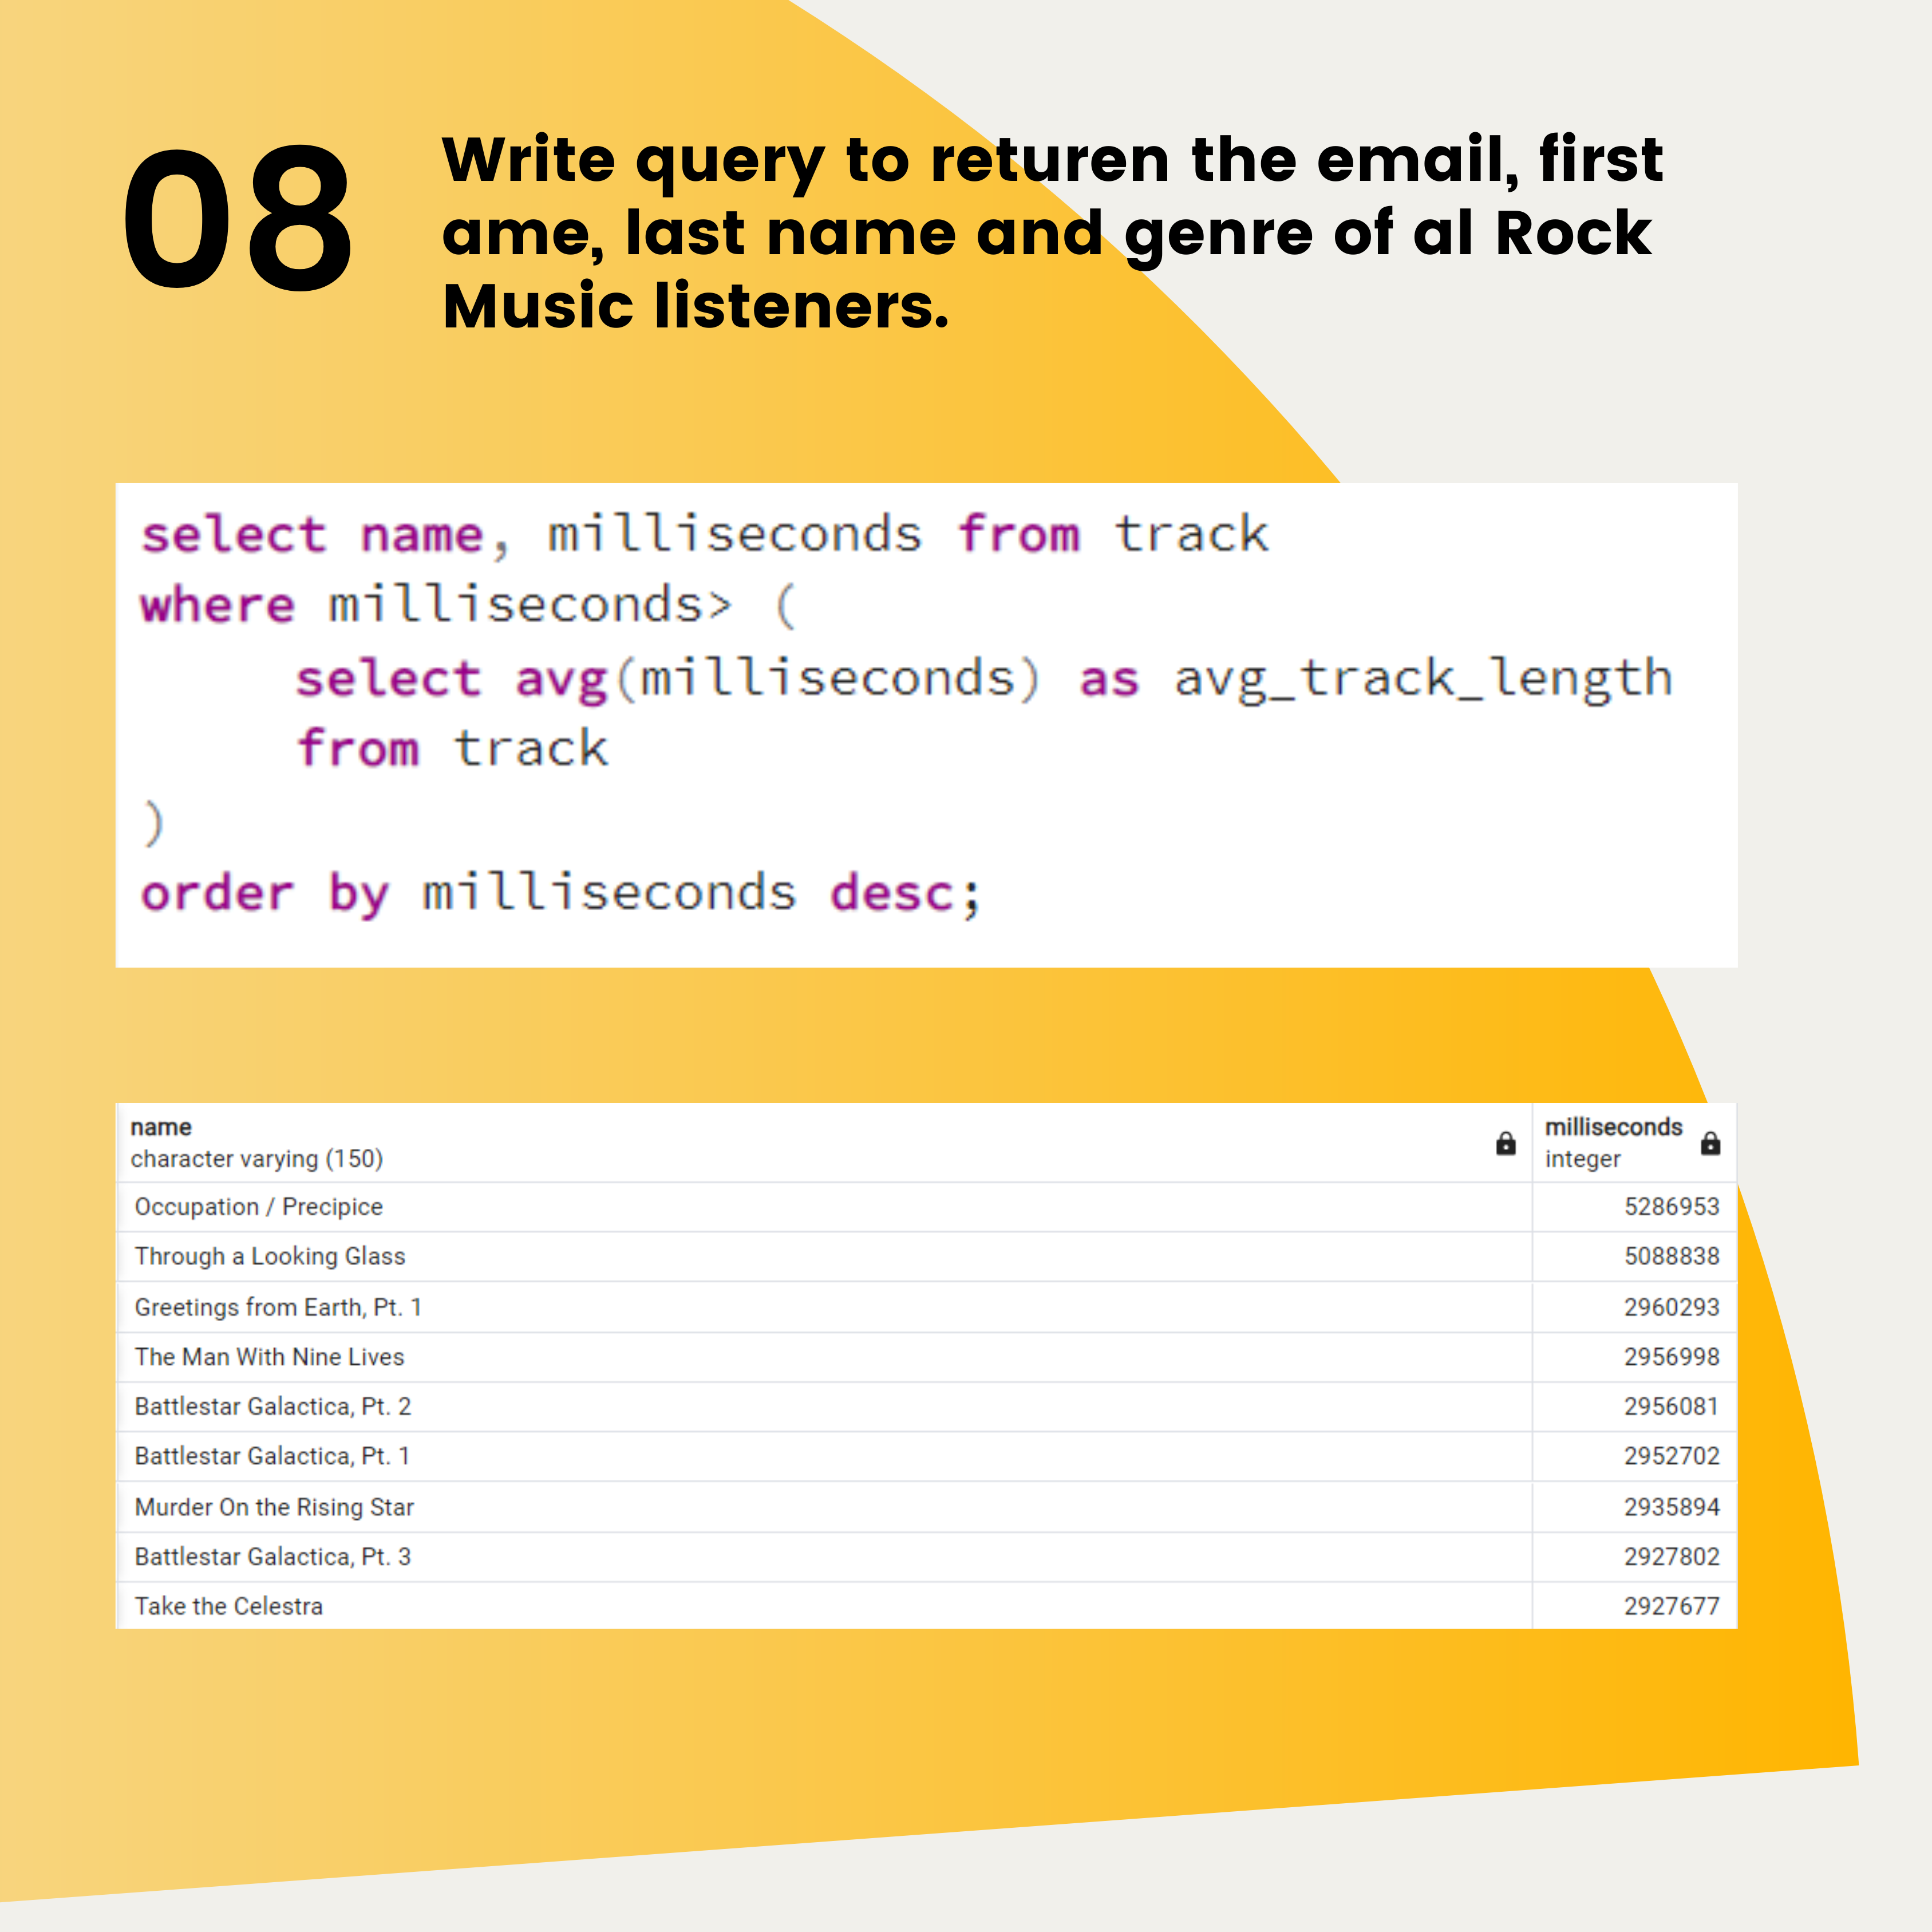 08
Write query to returen the email, first
ame, last name and genre of al Rock
Music listeners.
select name, milliseconds from track
where milliseconds> (
select avg(milliseconds) as avg_track_length
from track
)
order by milliseconds desc;
name milliseconds
character varying (150) integer
Occupation / Precipice 5286953
Through a Looking Glass 5088838
Greetings from Earth, Pt. 1 2960293
The Man With Nine Lives 2956998
Battlestar Galactica, Pt. 2 2956081
Battlestar Galactica, Pt. 1 2952702
Murder On the Rising Star 2935894
Battlestar Galactica, Pt. 3 2927802
Take the Celestra 2927677